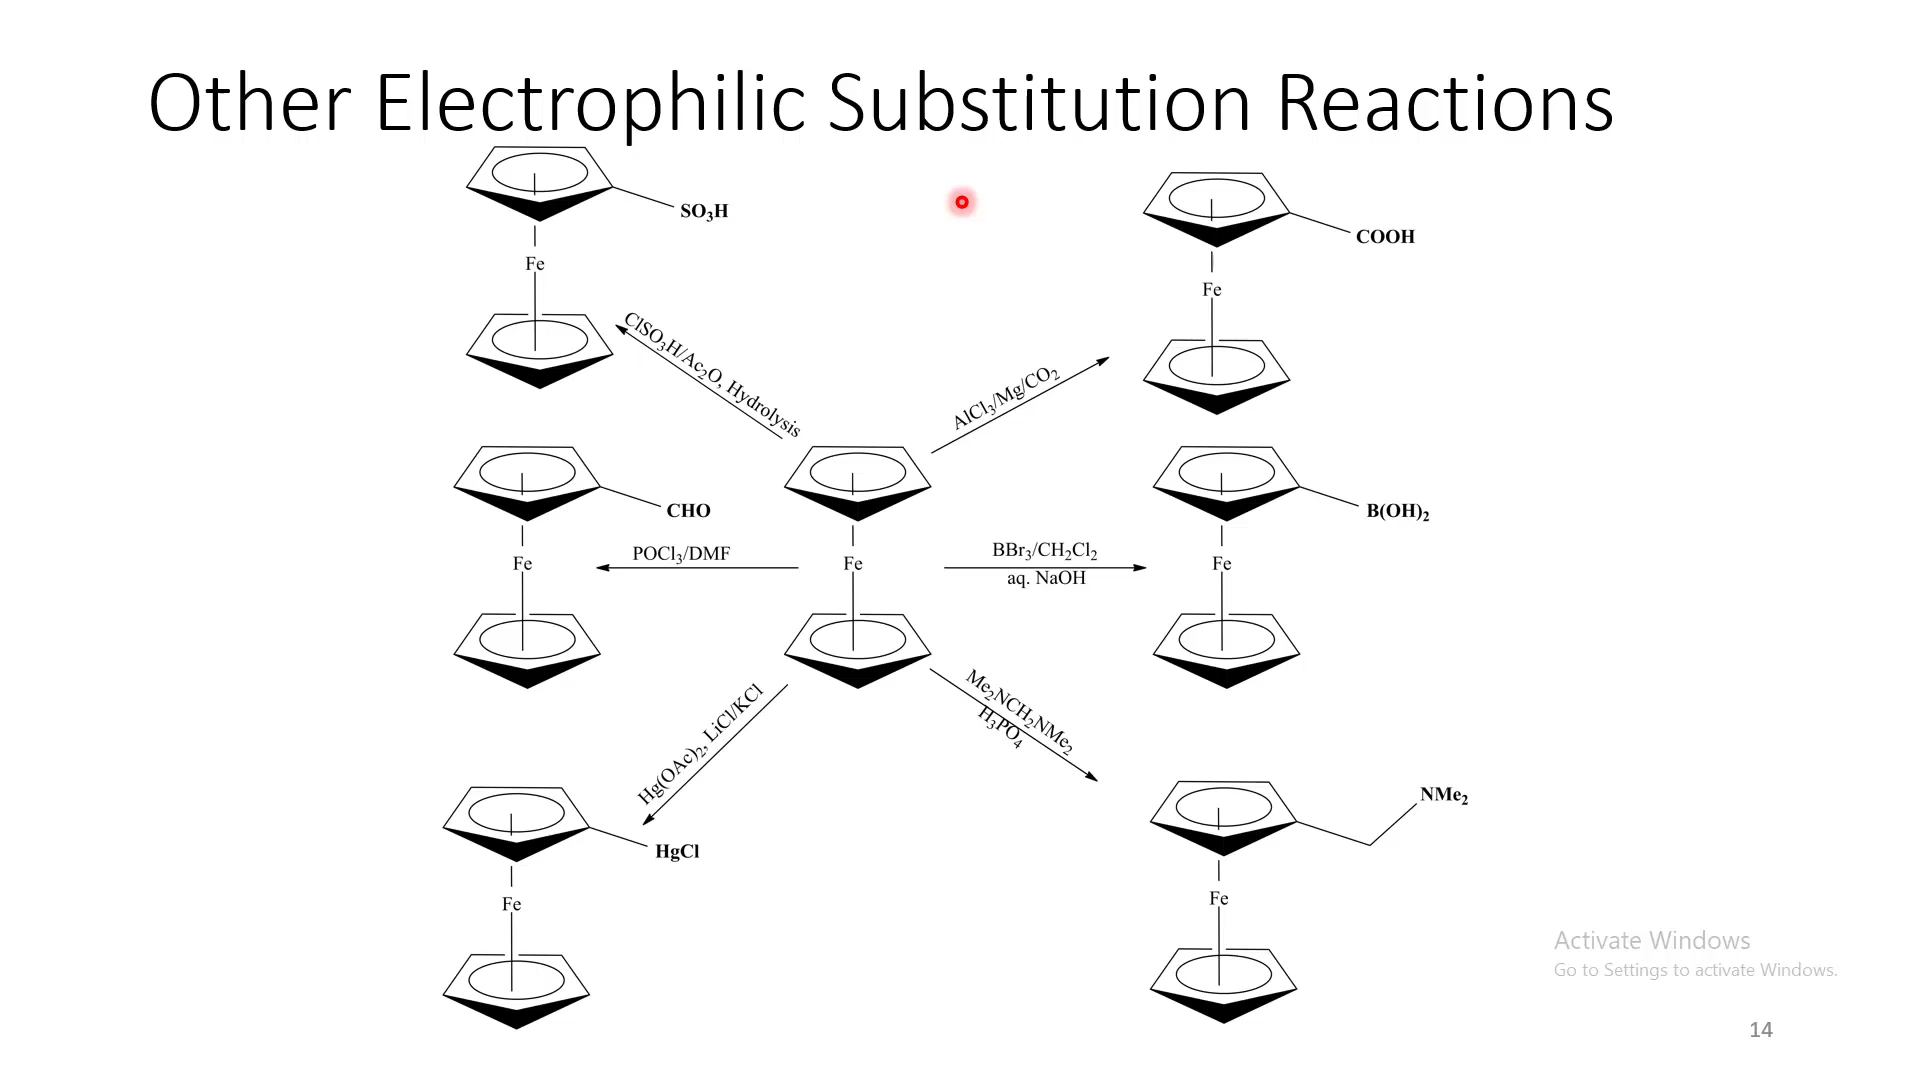 Other Electrophilic Substitution Reactions
SO₃H
Fe
COOH
Fe
ClSO₃H/Ac₂O, Hydrolysis
AlCl₃/Mg/CO₂
CHO
Fe
POCl₃/DMF
Fe
BBr₃/CH₂Cl₂
aq. NaOH
B(OH)₂
Fe
Hg(OAc)₂, LiCl/KCl
Me₂NCH₂NMe₂
H₃PO₄
HgCl
Fe
NMe₂
Fe
Activate Windows
Go to Settings to activate Windows.
14